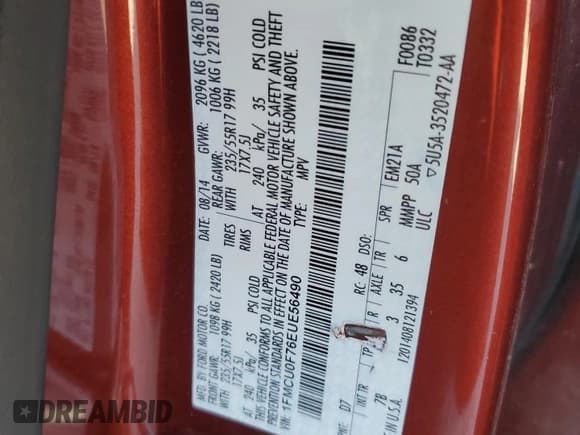 MFD. BY FORD MOTOR CO.
DATE: 08/14 GVWR: 2096 KG ( 4620 LB
FRONT GAWR: 1098 KG ( 2420 LB) REAR GAWR: 1006 KG ( 2218 LB)
WITH 235/55R17 99H TIRES WITH 235/55R17 99H
17X7.5J RIMS 17X7.5J
AT 240 kPa/ 35 PSI COLD AT 240 kPa/ 35 PSI COLD
THIS VEHICLE CONFORMS TO ALL APPLICABLE FEDERAL MOTOR VEHICLE SAFETY AND THEFT
PREVENTION STANDARDS IN EFFECT ON THE DATE OF MANUFACTURE SHOWN ABOVE.
VIN: 1FMCU0F76EUE56490
TYPE: MPV
F0086
T0332
PNT: D7 RC: 48 DSO:
INT TR TP AXLE TR SPR EM21A
7B 3 35 6 MMPP 50A
ULC
IN U.S.A. 1201408121394 5U5A-3520472-AA
DREAMBID